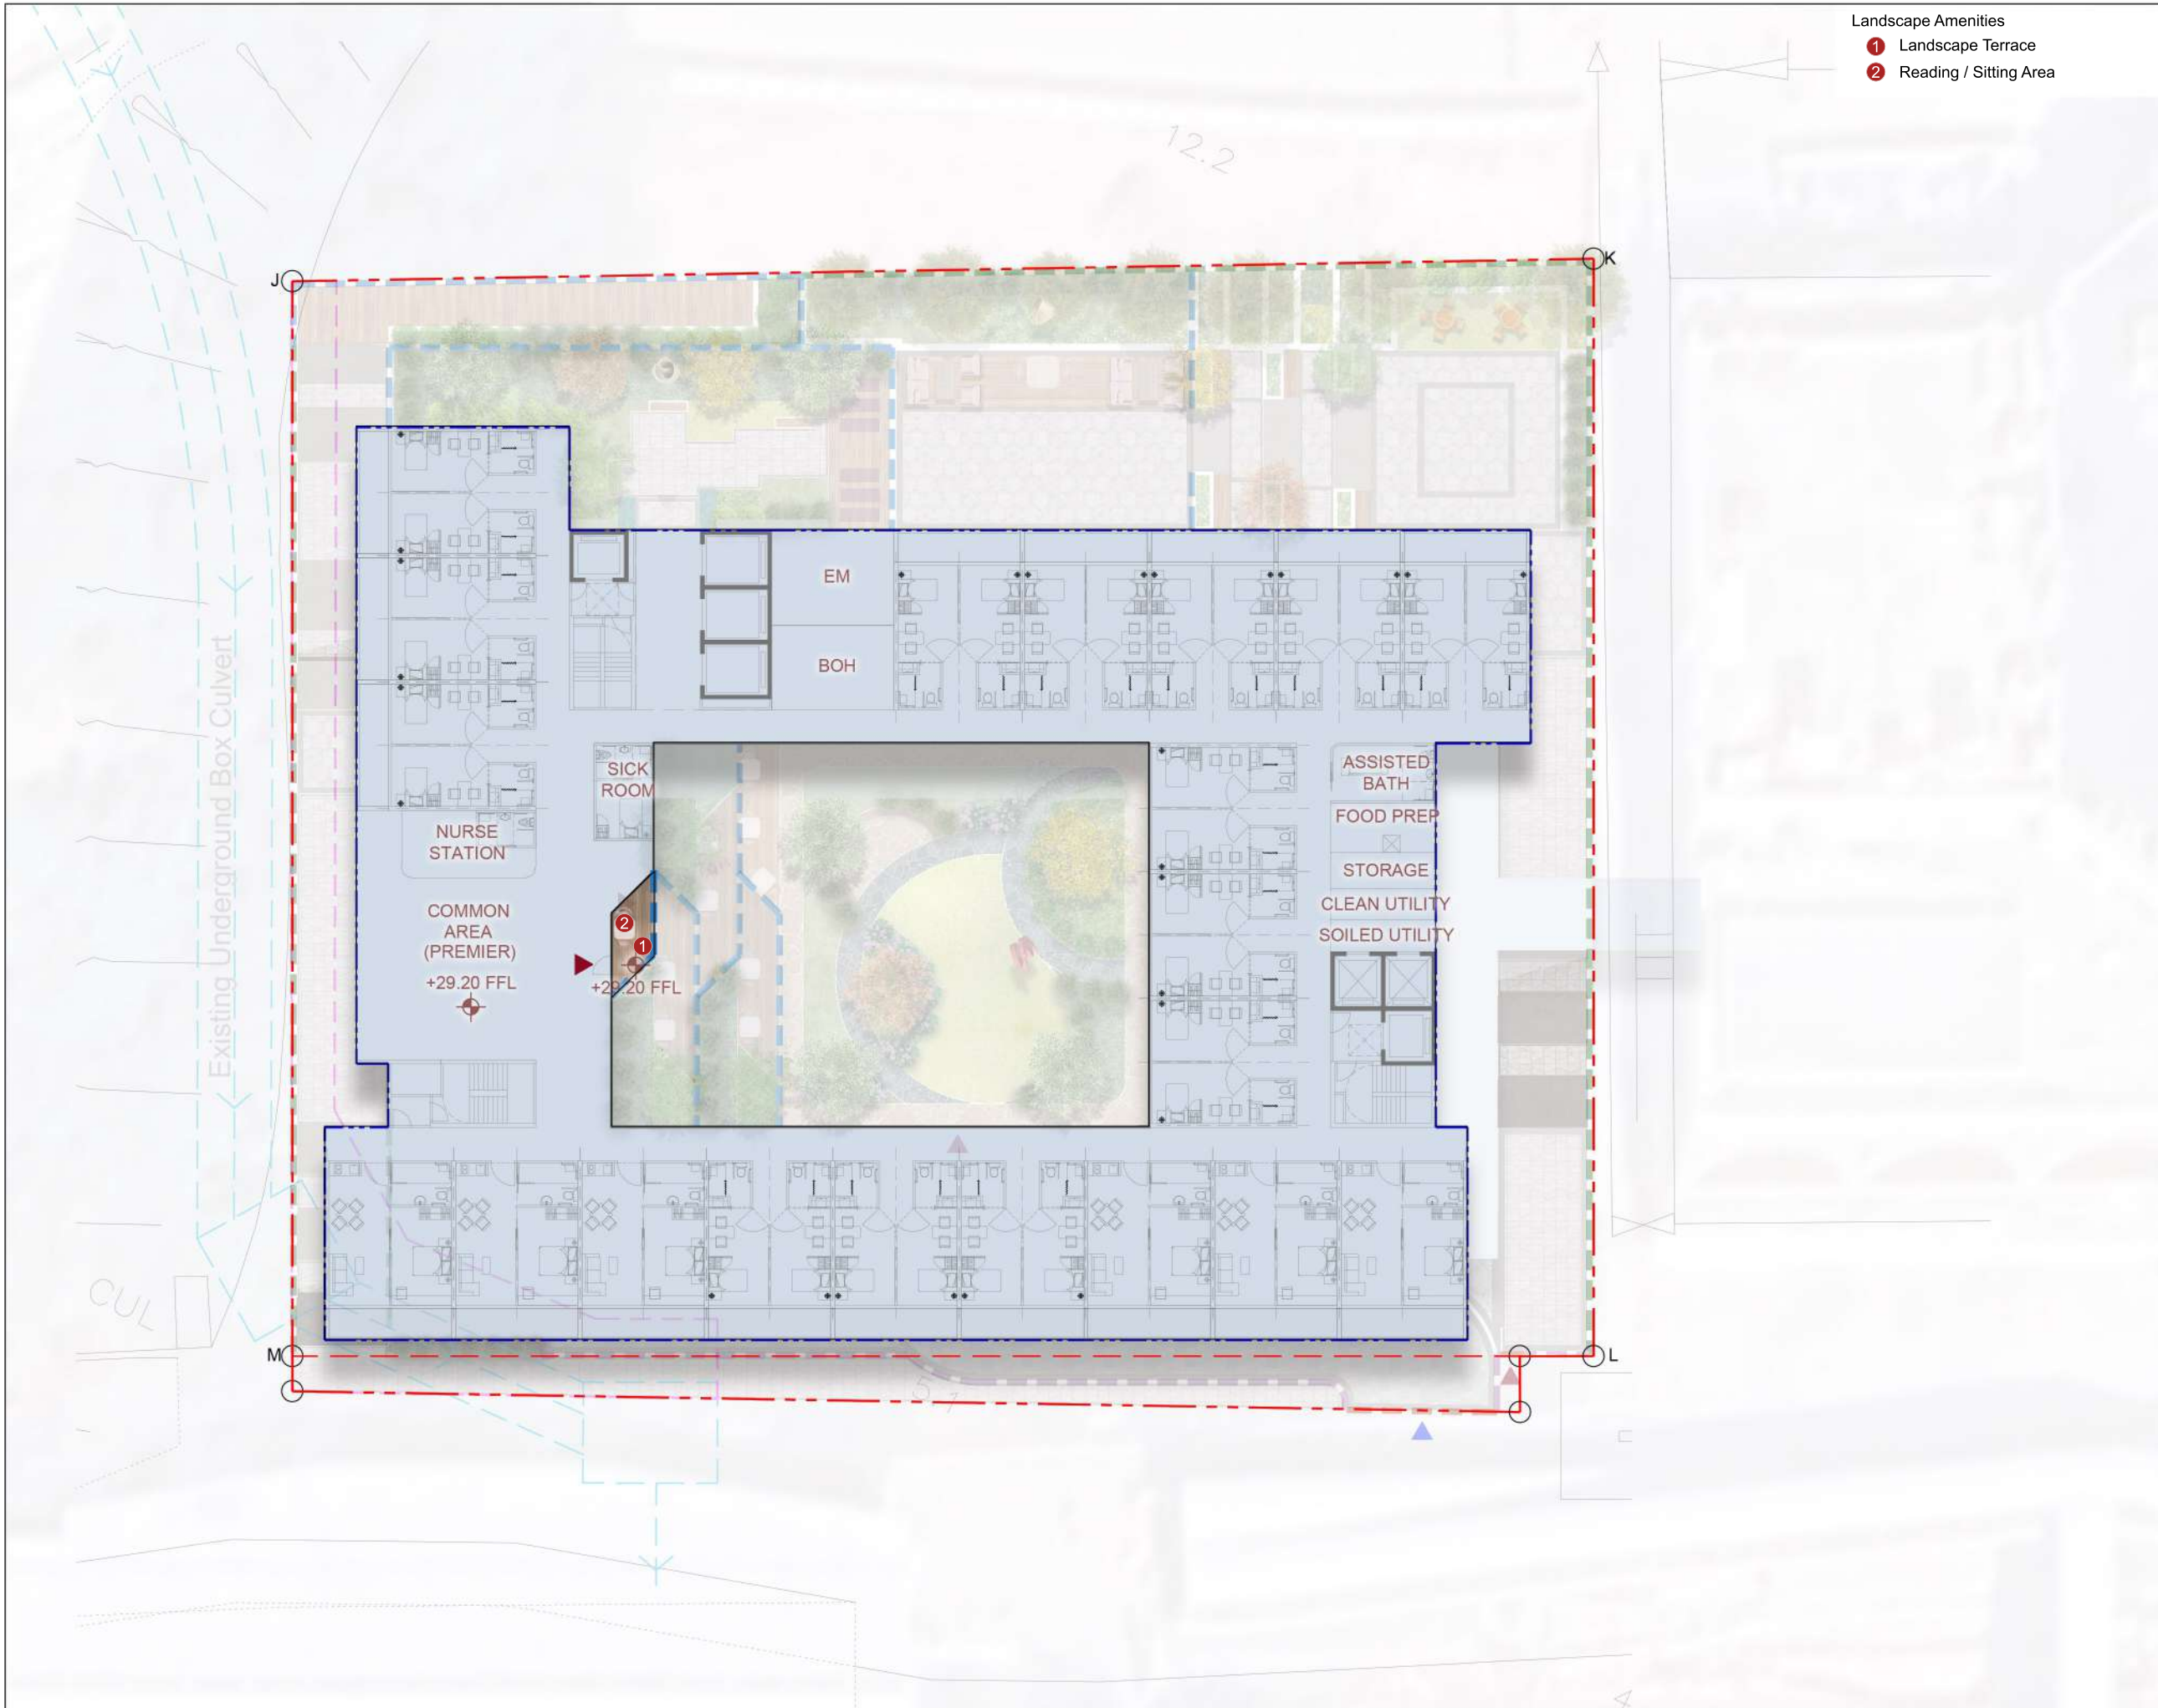 Landscape Amenities
1 Landscape Terrace
2 Reading / Sitting Area
12.2
J
K
EM
BOH
SICK
ROOM
NURSE
STATION
COMMON
AREA
(PREMIER)
+29.20 FFL
2
1
+29.20 FFL
ASSISTED
BATH
FOOD PREP
STORAGE
CLEAN UTILITY
SOILED UTILITY
Existing Underground Box Culvert
CUL
M
L